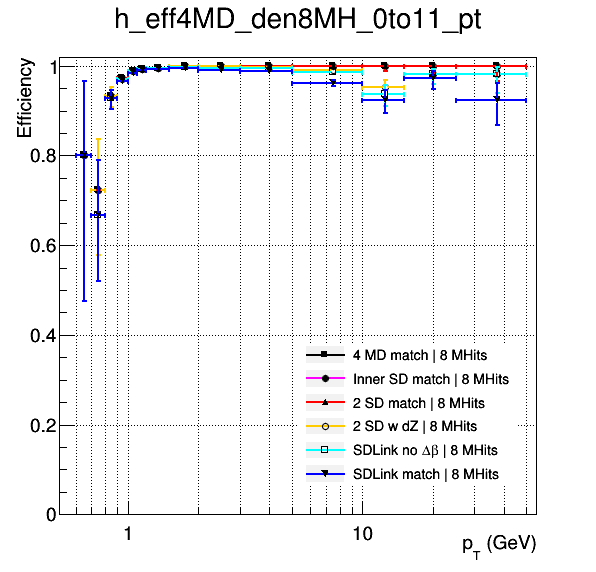 h_eff4MD_den8MH_0to11_pt
Efficiency
1
0.8
0.6
0.4
0.2
0
4 MD match | 8 MHits
Inner SD match | 8 MHits
2 SD match | 8 MHits
2 SD w dZ | 8 MHits
SDLink no Δβ | 8 MHits
SDLink match | 8 MHits
1
10
p_T (GeV)